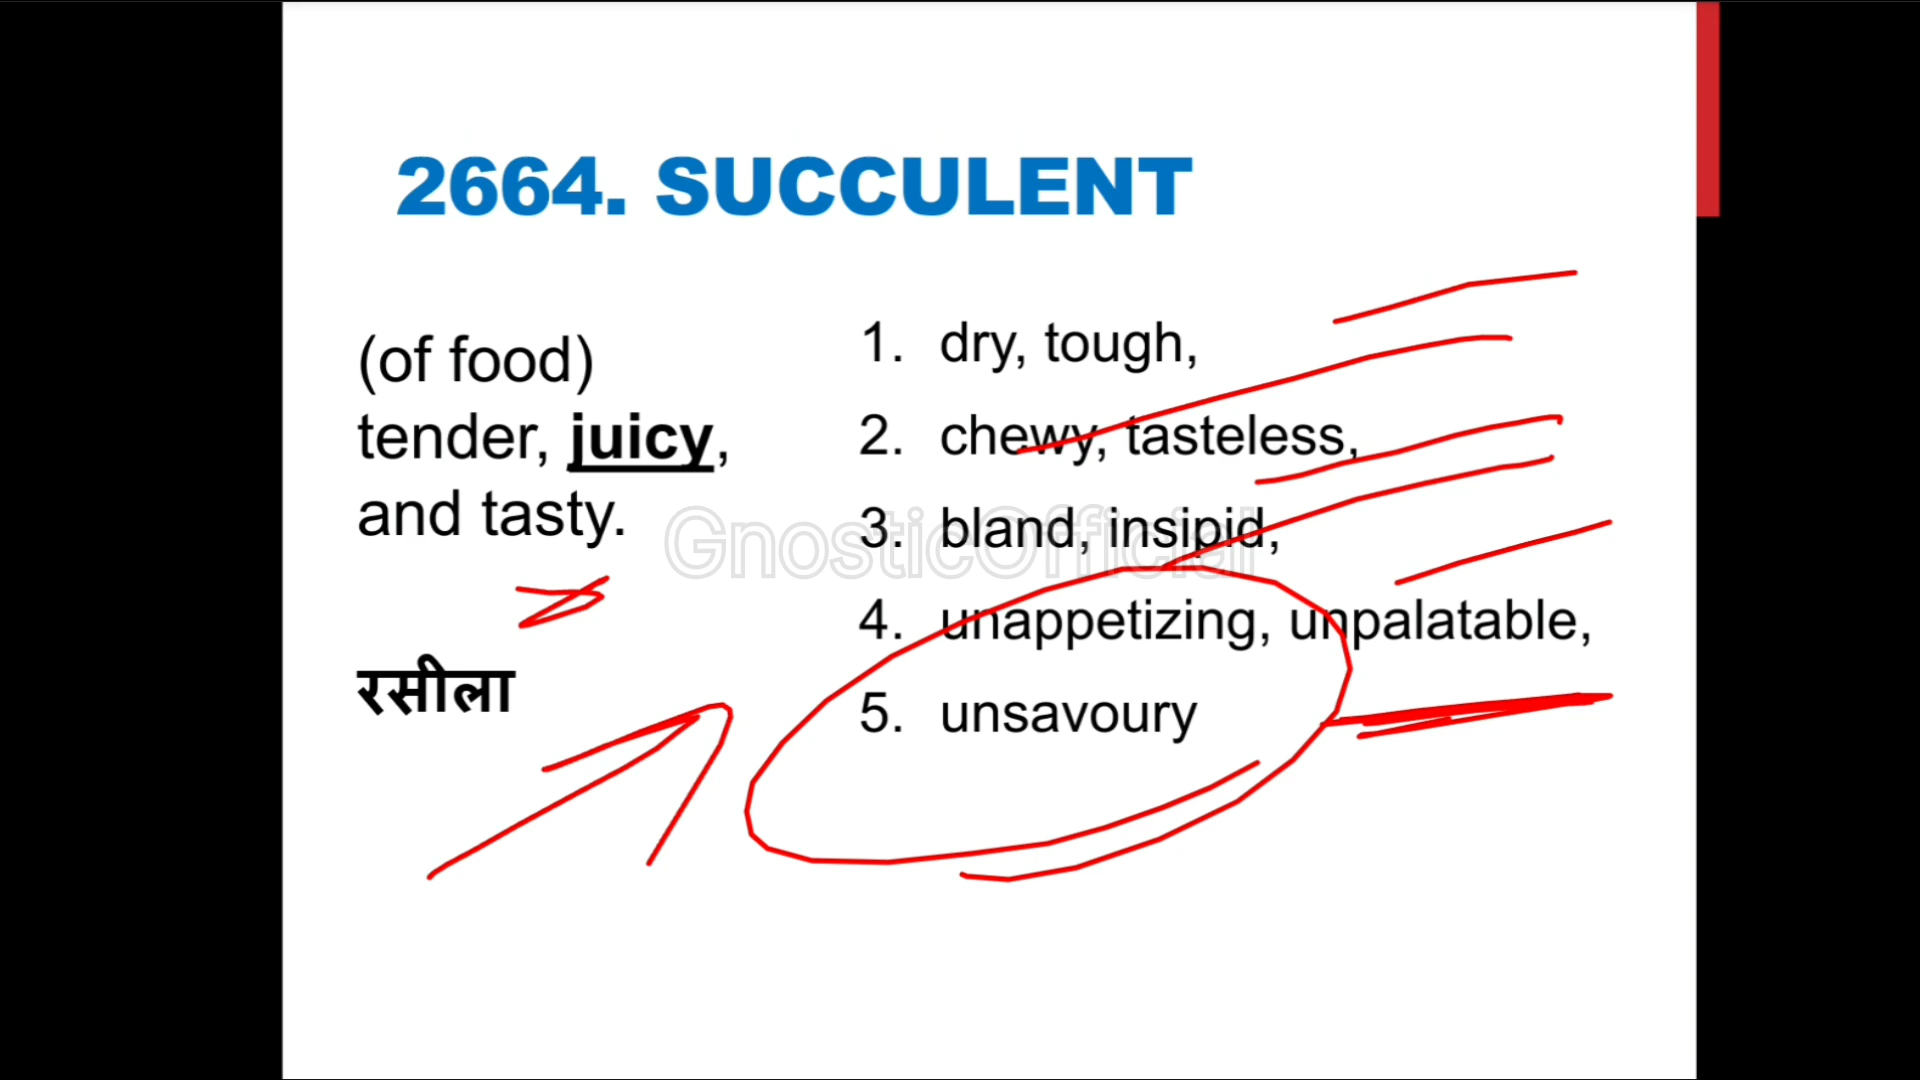 2664. SUCCULENT
(of food)
tender, juicy,
and tasty.
रसीला
1. dry, tough,
2. chewy, tasteless,
3. bland, insipid,
4. unappetizing, unpalatable,
5. unsavoury
GnosticOfficial